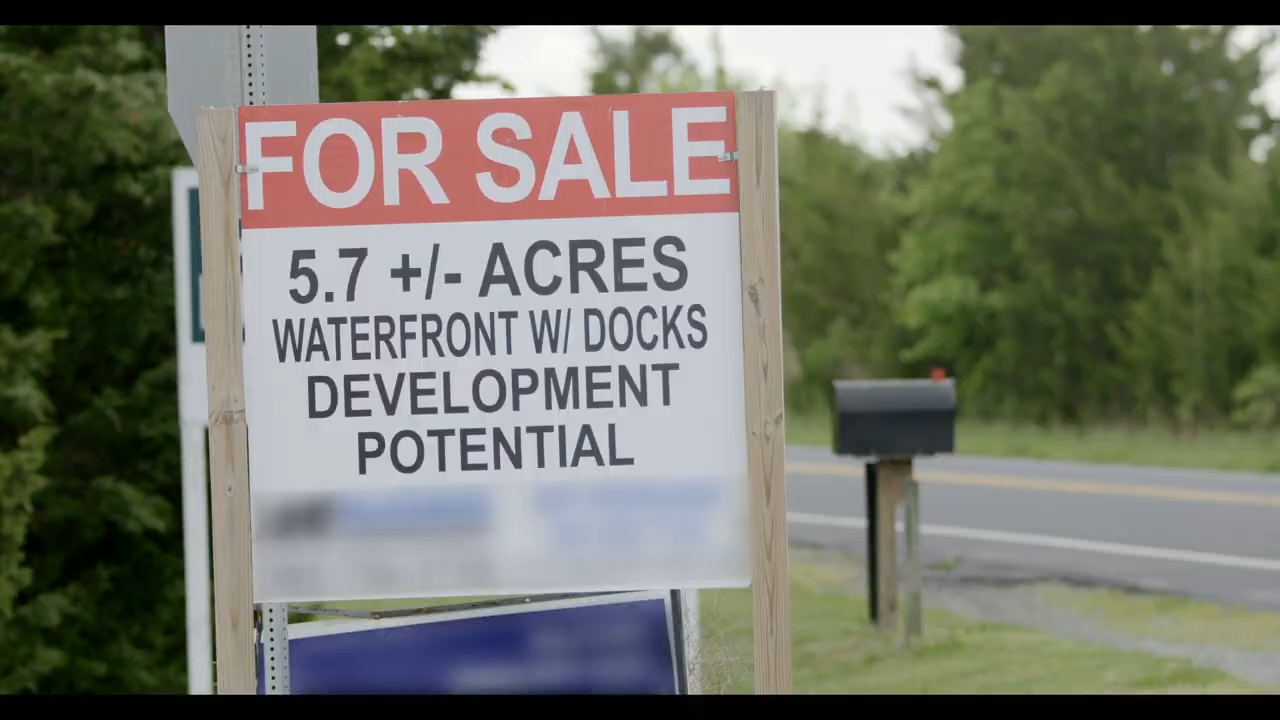 FOR SALE
5.7 +/- ACRES
WATERFRONT W/ DOCKS
DEVELOPMENT
POTENTIAL